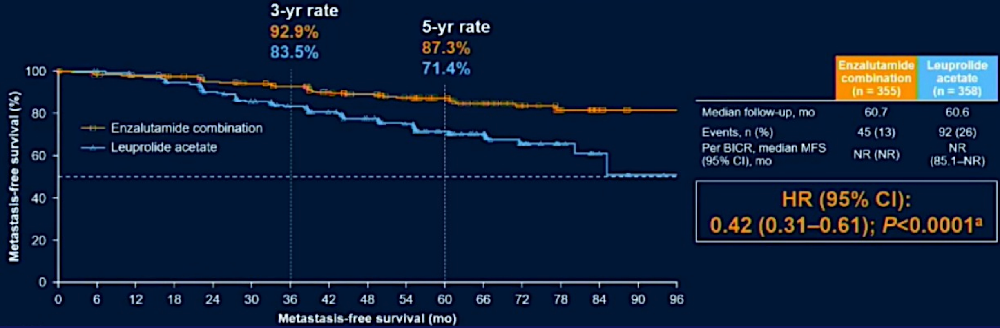 3-yr rate
92.9%
83.5%
5-yr rate
87.3%
71.4%
Metastasis-free survival (%)
100
80
60
40
20
0
Enzalutamide combination
Leuprolide acetate
0 6 12 18 24 30 36 42 48 54 60 66 72 78 84 90 96
Metastasis-free survival (mo)
Enzalutamide
combination
(n = 355)
Leuprolide
acetate
(n = 358)
Median follow-up, mo 60.7 60.6
Events, n (%) 45 (13) 92 (26)
Per BICR, median MFS
(95% CI), mo
NR (NR)
NR
(85.1–NR)
HR (95% CI):
0.42 (0.31–0.61); P<0.0001ᵃ